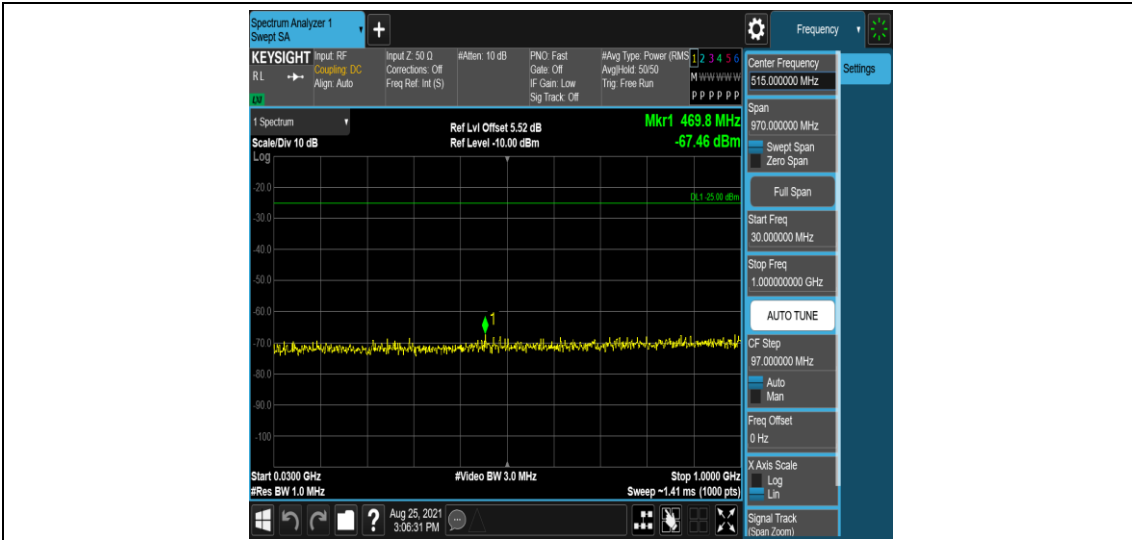 Spectrum Analyzer 1
Swept SA
Frequency
KEYSIGHT
RL
LXI
Input: RF
Coupling: DC
Align: Auto
Input Z: 50 Ω
Corrections: Off
Freq Ref: Int (S)
#Atten: 10 dB
PNO: Fast
Gate: Off
IF Gain: Low
Sig Track: Off
#Avg Type: Power (RMS
Avg|Hold: 50/50
Trig: Free Run
1 2 3 4 5 6
M W W W W W
P P P P P P
1 Spectrum
Scale/Div 10 dB
Ref Lvl Offset 5.52 dB
Ref Level -10.00 dBm
Mkr1 469.8 MHz
-67.46 dBm
Log
-20.0
DL1 -25.00 dBm
-30.0
-40.0
-50.0
-60.0
1
-70.0
-80.0
-90.0
-100
Start 0.0300 GHz
#Res BW 1.0 MHz
#Video BW 3.0 MHz
Stop 1.0000 GHz
Sweep ~1.41 ms (1000 pts)
Aug 25, 2021
3:06:31 PM
Center Frequency
515.000000 MHz
Settings
Span
970.000000 MHz
Swept Span
Zero Span
Full Span
Start Freq
30.000000 MHz
Stop Freq
1.000000000 GHz
AUTO TUNE
CF Step
97.000000 MHz
Auto
Man
Freq Offset
0 Hz
X Axis Scale
Log
Lin
Signal Track
(Span Zoom)